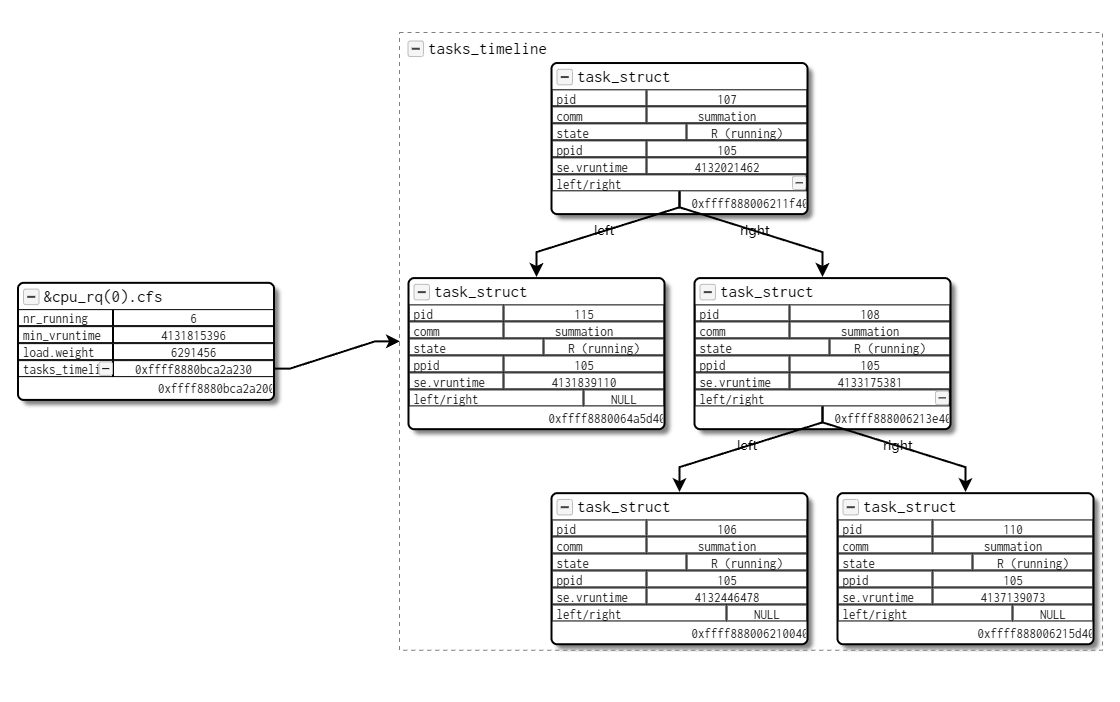 tasks_timeline
task_struct
pid 107
comm summation
state R (running)
ppid 105
se.vruntime 4132021462
left/right
0xffff888006211f40
left right
&cpu_rq(0).cfs
nr_running 6
min_vruntime 4131815396
load.weight 6291456
tasks_timeli 0xffff8880bca2a230
0xffff8880bca2a200
task_struct
pid 115
comm summation
state R (running)
ppid 105
se.vruntime 4131839110
left/right NULL
0xffff8880064a5d40
task_struct
pid 108
comm summation
state R (running)
ppid 105
se.vruntime 4133175381
left/right
0xffff888006213e40
left right
task_struct
pid 106
comm summation
state R (running)
ppid 105
se.vruntime 4132446478
left/right NULL
0xffff888006210040
task_struct
pid 110
comm summation
state R (running)
ppid 105
se.vruntime 4137139073
left/right NULL
0xffff888006215d40